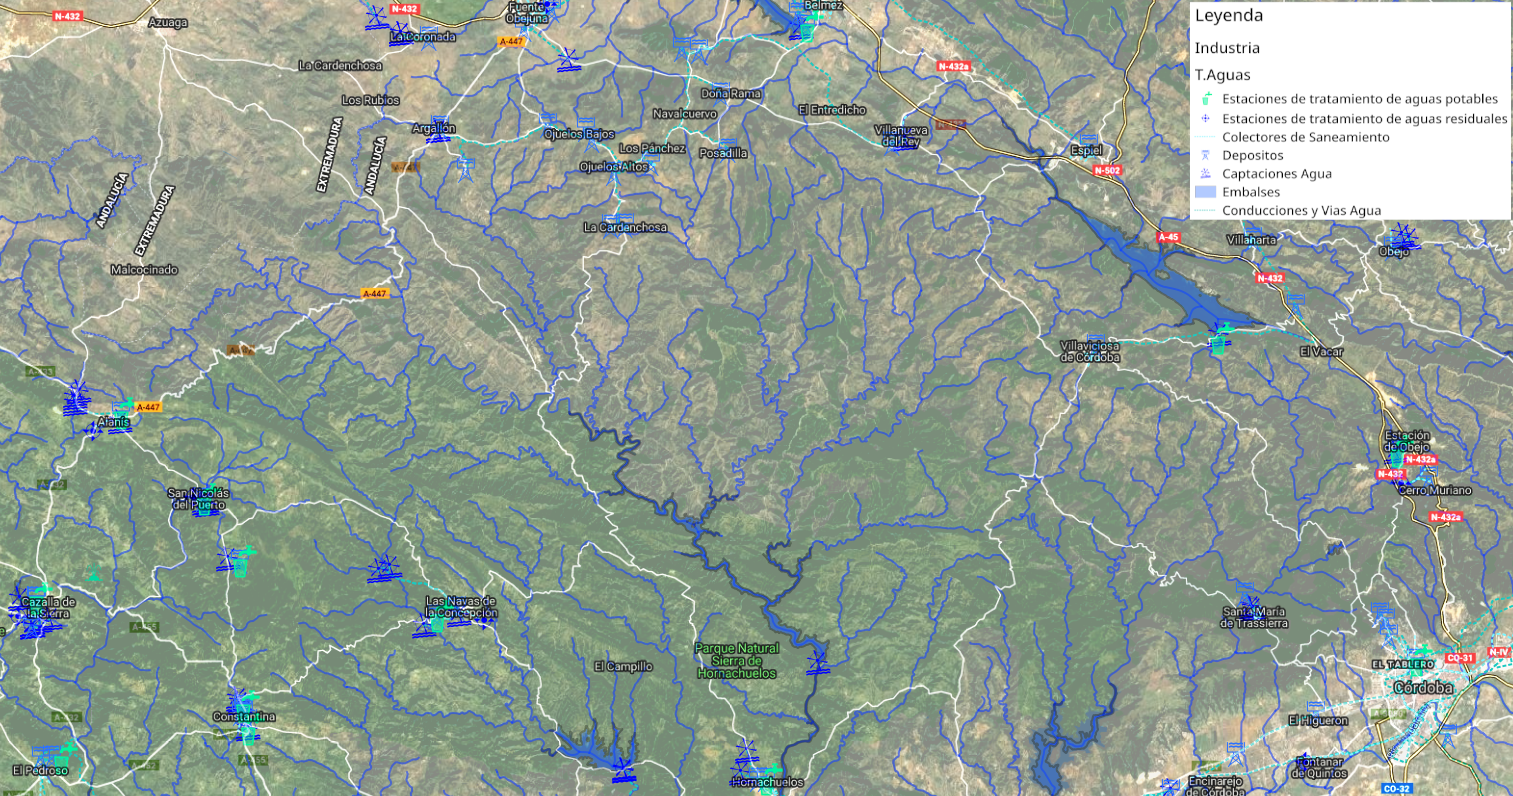 N-432
Azuaga
N-432
La Coronada
Fuente
Obejuna
A-447
Belmez
N-432a
La Cardenchosa
Los Rubios
Argallón
Ojuelos Bajos
Doña Rama
Navalcuervo
El Entredicho
Los Pánchez
Posadilla
Ojuelos Altos
Villanueva
del Rey
Espiel
N-502
La Cardenchosa
EXTREMADURA
ANDALUCÍA
ANDALUCÍA
EXTREMADURA
Malcocinado
A-447
Leyenda
Industria
T.Aguas
Estaciones de tratamiento de aguas potables
Estaciones de tratamiento de aguas residuales
Colectores de Saneamiento
Depositos
Captaciones Agua
Embalses
Conducciones y Vias Agua
A-45
Villaharta
Obejo
N-432
Villaviciosa
de Córdoba
El Vacar
A-447
Alanís
San Nicolás
del Puerto
Estación
de Obejo
N-432a
N-432
Cerro Muriano
N-432a
Cazalla de
la Sierra
Las Navas de
la Concepción
Santa María
de Trassierra
El Campillo
Parque Natural
Sierra de
Hornachuelos
EL TABLERO
CO-31
N-IV
Córdoba
Constantina
El Higueron
El Pedroso
Hornachuelos
Fontanar
de Quintos
Encinarejo
de Córdoba
CO-32